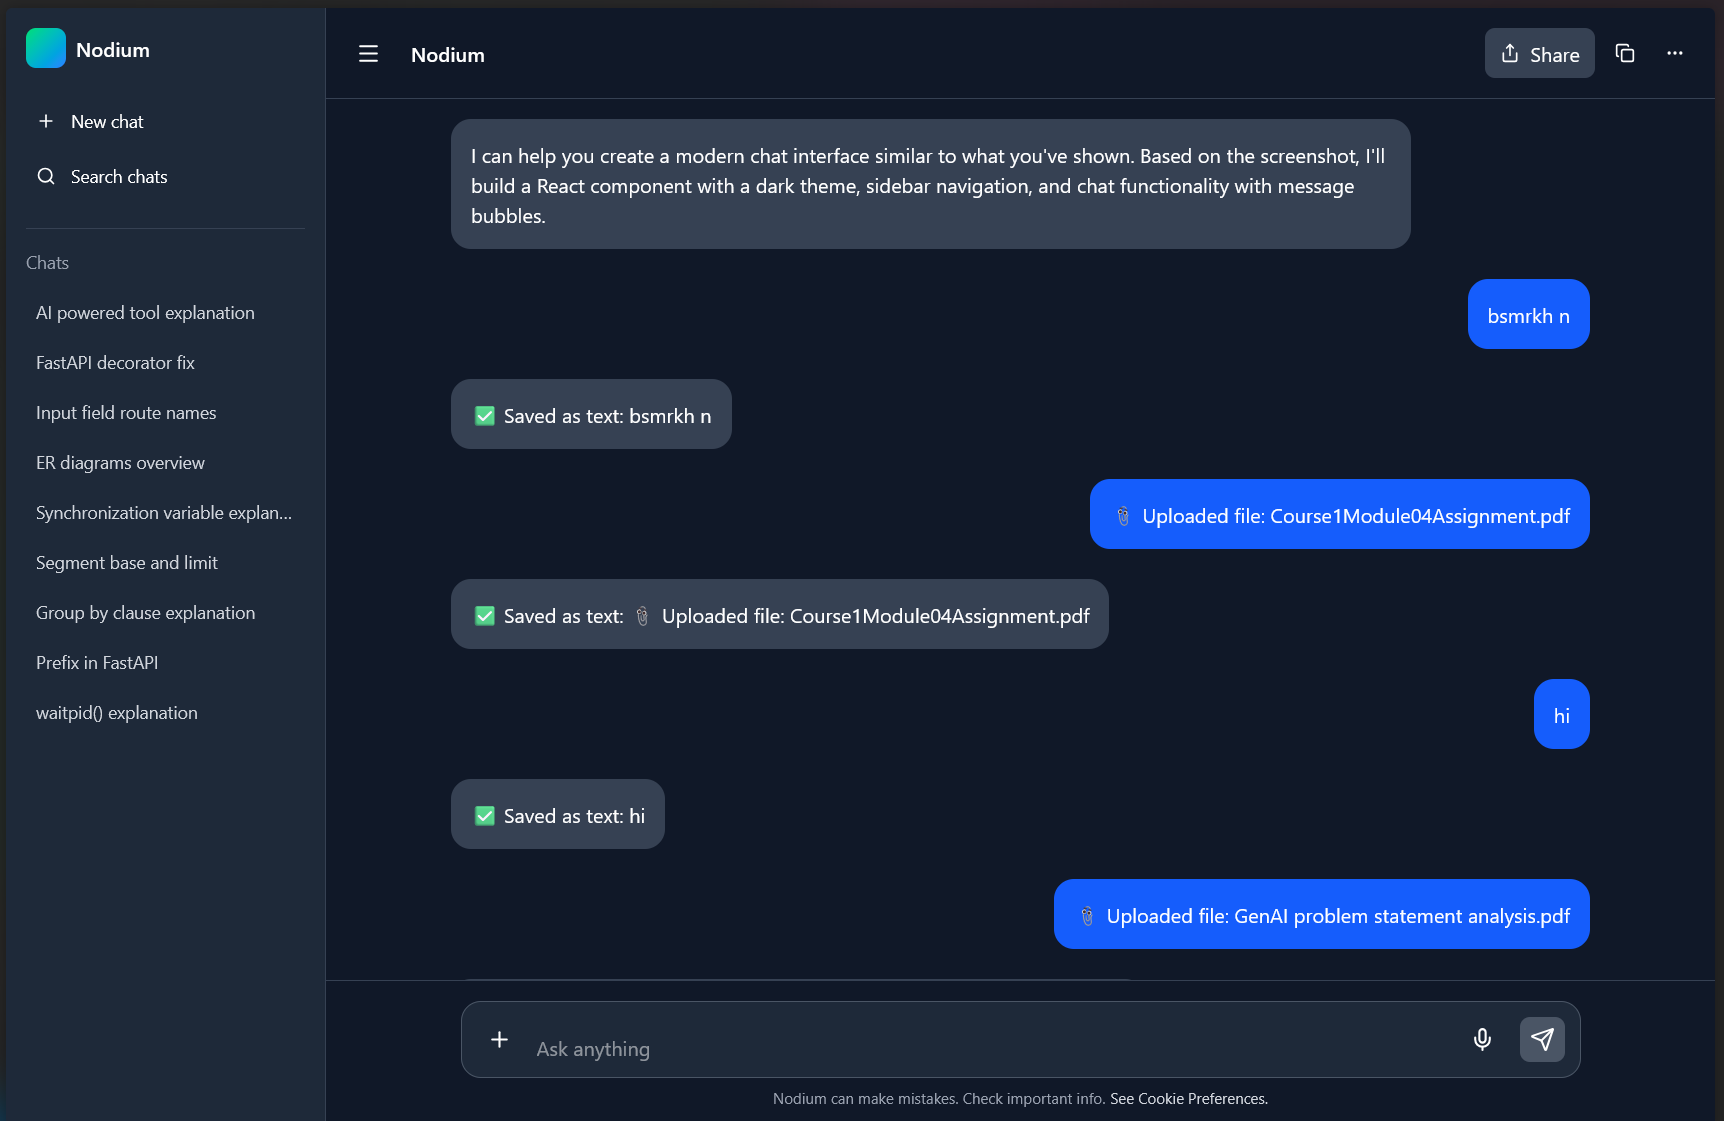 Nodium
New chat
Search chats
Chats
AI powered tool explanation
FastAPI decorator fix
Input field route names
ER diagrams overview
Synchronization variable explan...
Segment base and limit
Group by clause explanation
Prefix in FastAPI
waitpid() explanation
Nodium
Share
I can help you create a modern chat interface similar to what you've shown. Based on the screenshot, I'll
build a React component with a dark theme, sidebar navigation, and chat functionality with message
bubbles.
bsmrkh n
✅ Saved as text: bsmrkh n
📎 Uploaded file: Course1Module04Assignment.pdf
✅ Saved as text: 📎 Uploaded file: Course1Module04Assignment.pdf
hi
✅ Saved as text: hi
📎 Uploaded file: GenAI problem statement analysis.pdf
Ask anything
Nodium can make mistakes. Check important info. See Cookie Preferences.